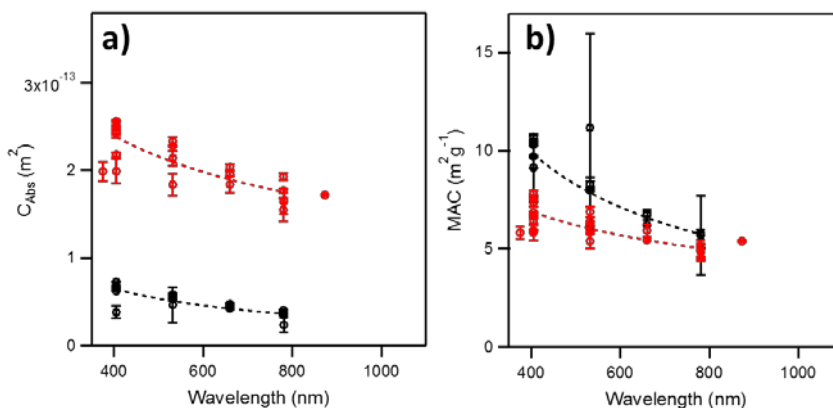 a)
3x10⁻¹³
2
1
0
C_Abs (m²)
400 600 800 1000
Wavelength (nm)
b)
15
10
5
0
MAC (m² g⁻¹)
400 600 800 1000
Wavelength (nm)